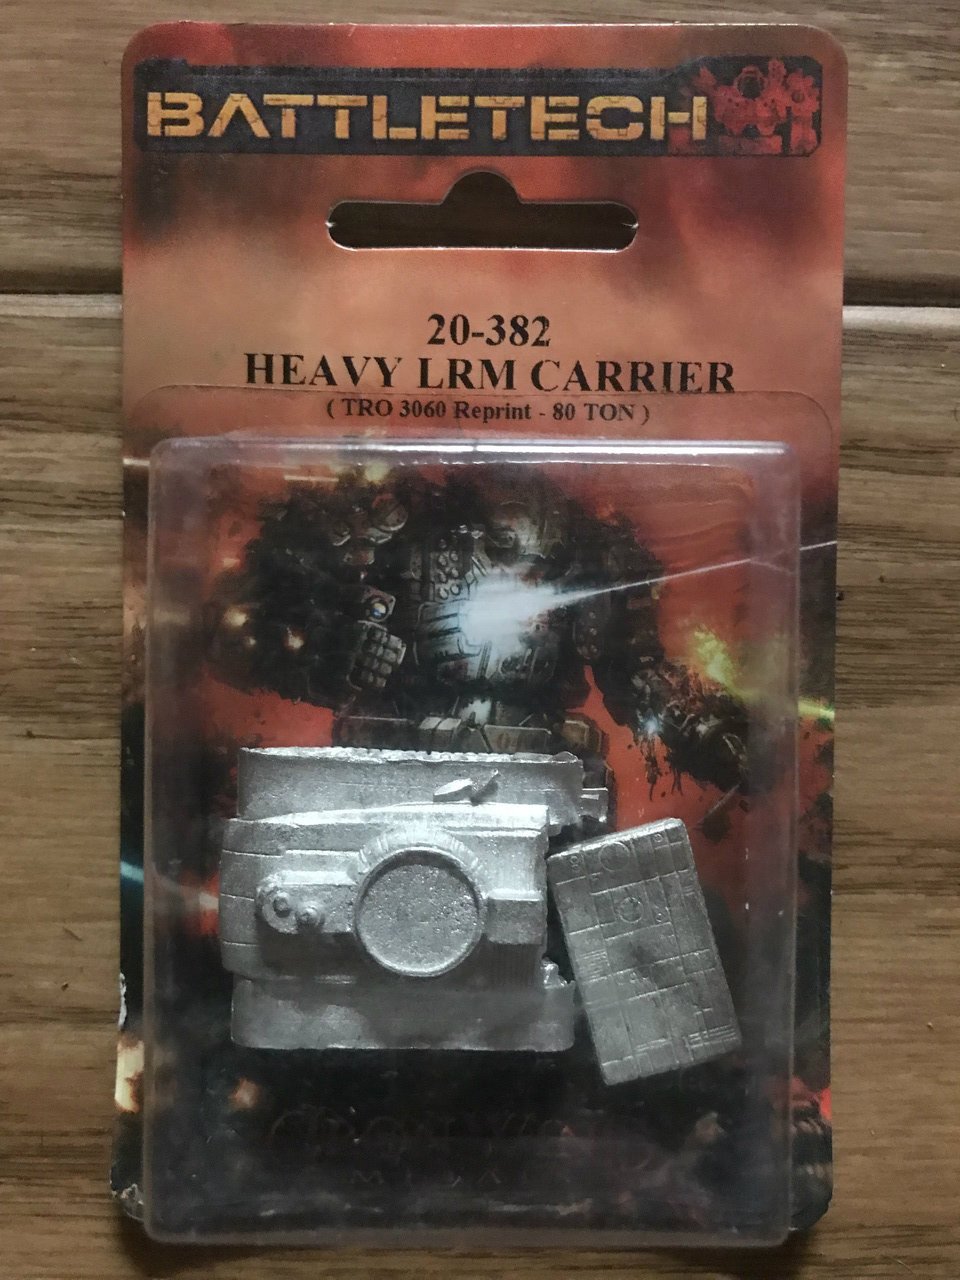 BATTLETECH
20-382
HEAVY LRM CARRIER
( TRO 3060 Reprint - 80 TON )